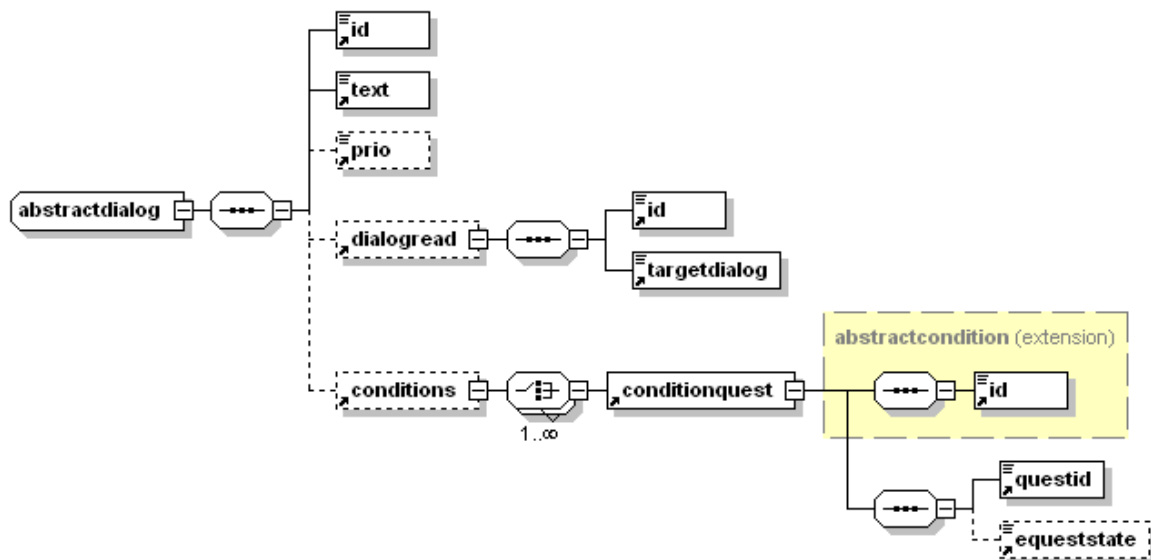 id
text
prio
abstractdialog
dialogread
id
targetdialog
abstractcondition (extension)
conditions
1..∞
conditionquest
id
questid
equeststate